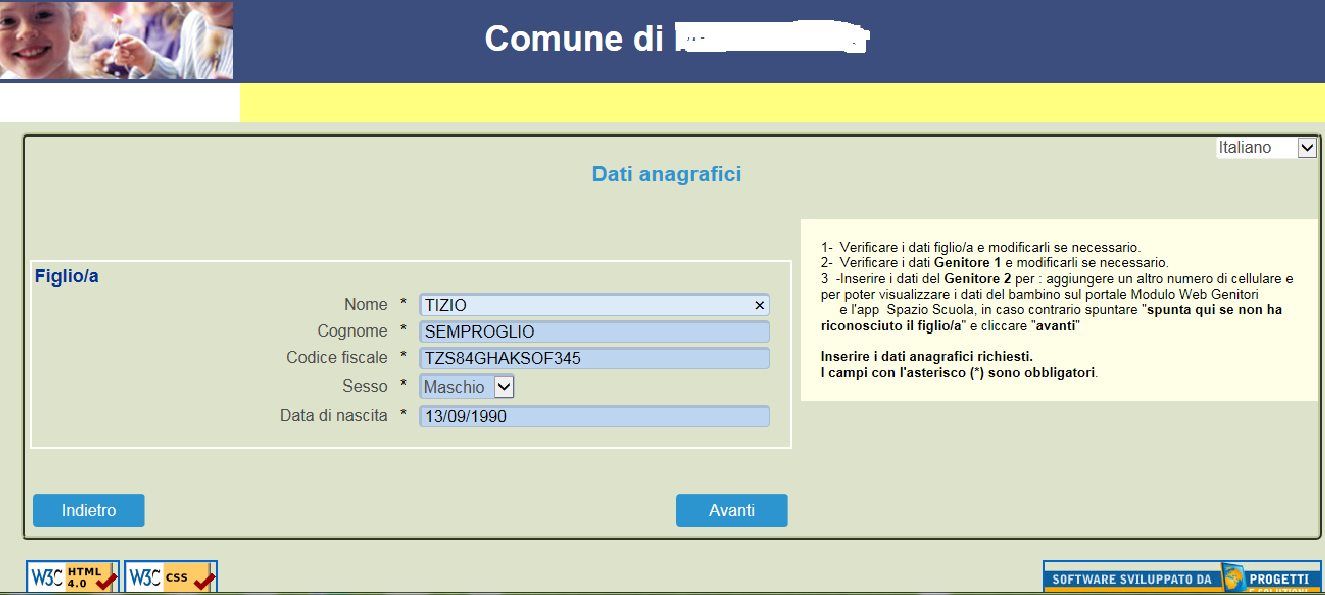 Comune di
Italiano
Dati anagrafici
Figlio/a
Nome * TIZIO ×
Cognome * SEMPROGLIO
Codice fiscale * TZS84GHAKSOF345
Sesso * Maschio
Data di nascita * 13/09/1990
1- Verificare i dati figlio/a e modificarli se necessario.
2- Verificare i dati Genitore 1 e modificarli se necessario.
3 -Inserire i dati del Genitore 2 per : aggiungere un altro numero di cellulare e
per poter visualizzare i dati del bambino sul portale Modulo Web Genitori
e l'app Spazio Scuola, in caso contrario spuntare "spunta qui se non ha
riconosciuto il figlio/a" e cliccare "avanti"
Inserire i dati anagrafici richiesti.
I campi con l'asterisco (*) sono obbligatori.
Indietro
Avanti
W3C HTML 4.0
W3C CSS
SOFTWARE SVILUPPATO DA PROGETTI
E SOLUTIONI